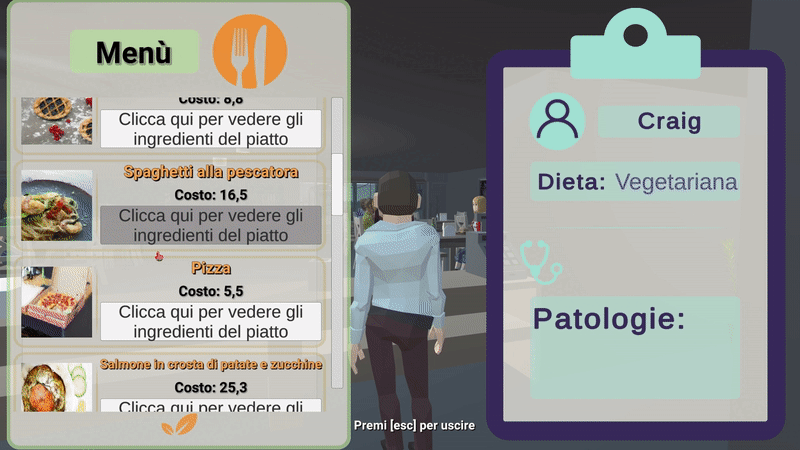 Menù
Costo: 8,8
Clicca qui per vedere gli
ingredienti del piatto
Spaghetti alla pescatora
Costo: 16,5
Clicca qui per vedere gli
ingredienti del piatto
Pizza
Costo: 5,5
Clicca qui per vedere gli
ingredienti del piatto
Salmone in crosta di patate e zucchine
Costo: 25,3
Clicca qui per vedere gli
Premi [esc] per uscire
Craig
Dieta: Vegetariana
Patologie: